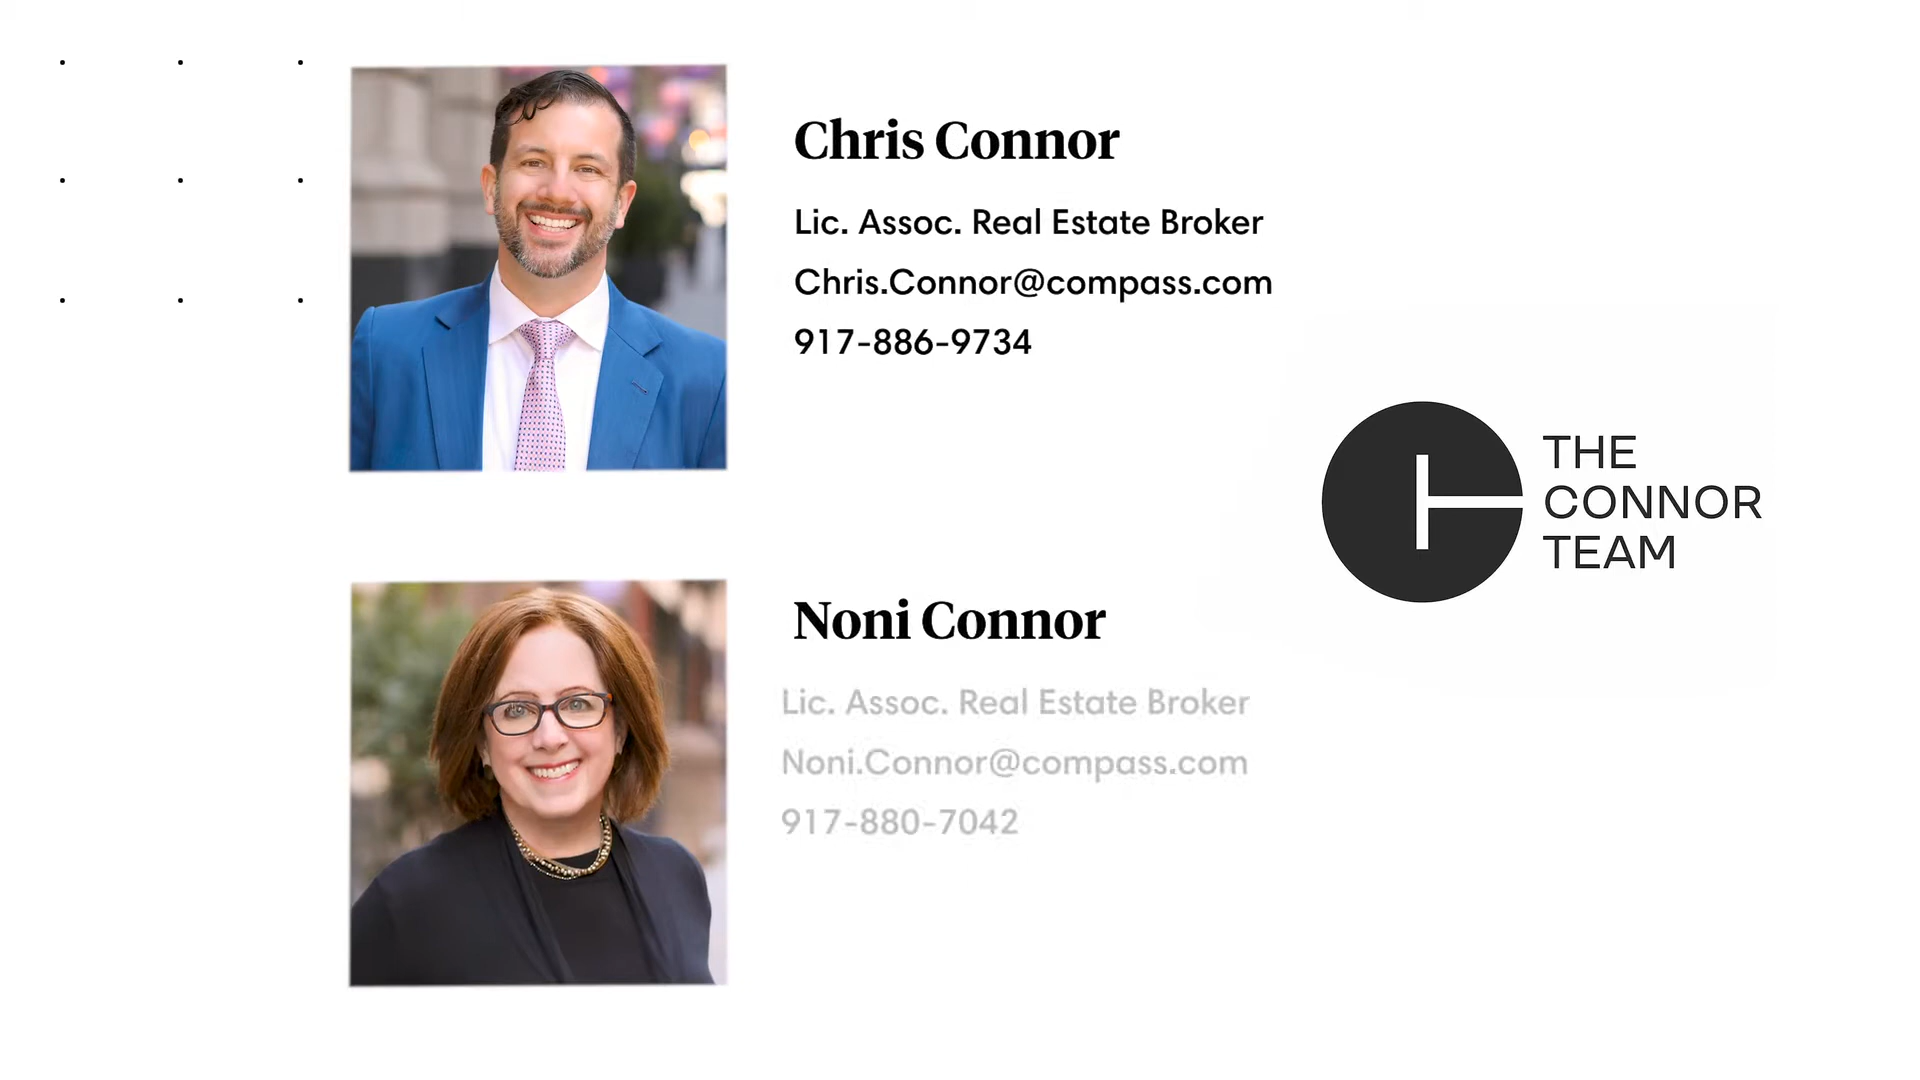 Chris Connor
Lic. Assoc. Real Estate Broker
Chris.Connor@compass.com
917-886-9734
THE
CONNOR
TEAM
Noni Connor
Lic. Assoc. Real Estate Broker
Noni.Connor@compass.com
917-880-7042